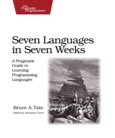 Seven Languages
in Seven Weeks
A Pragmatic
Guide to
Learning
Programming
Languages
Bruce A. Tate